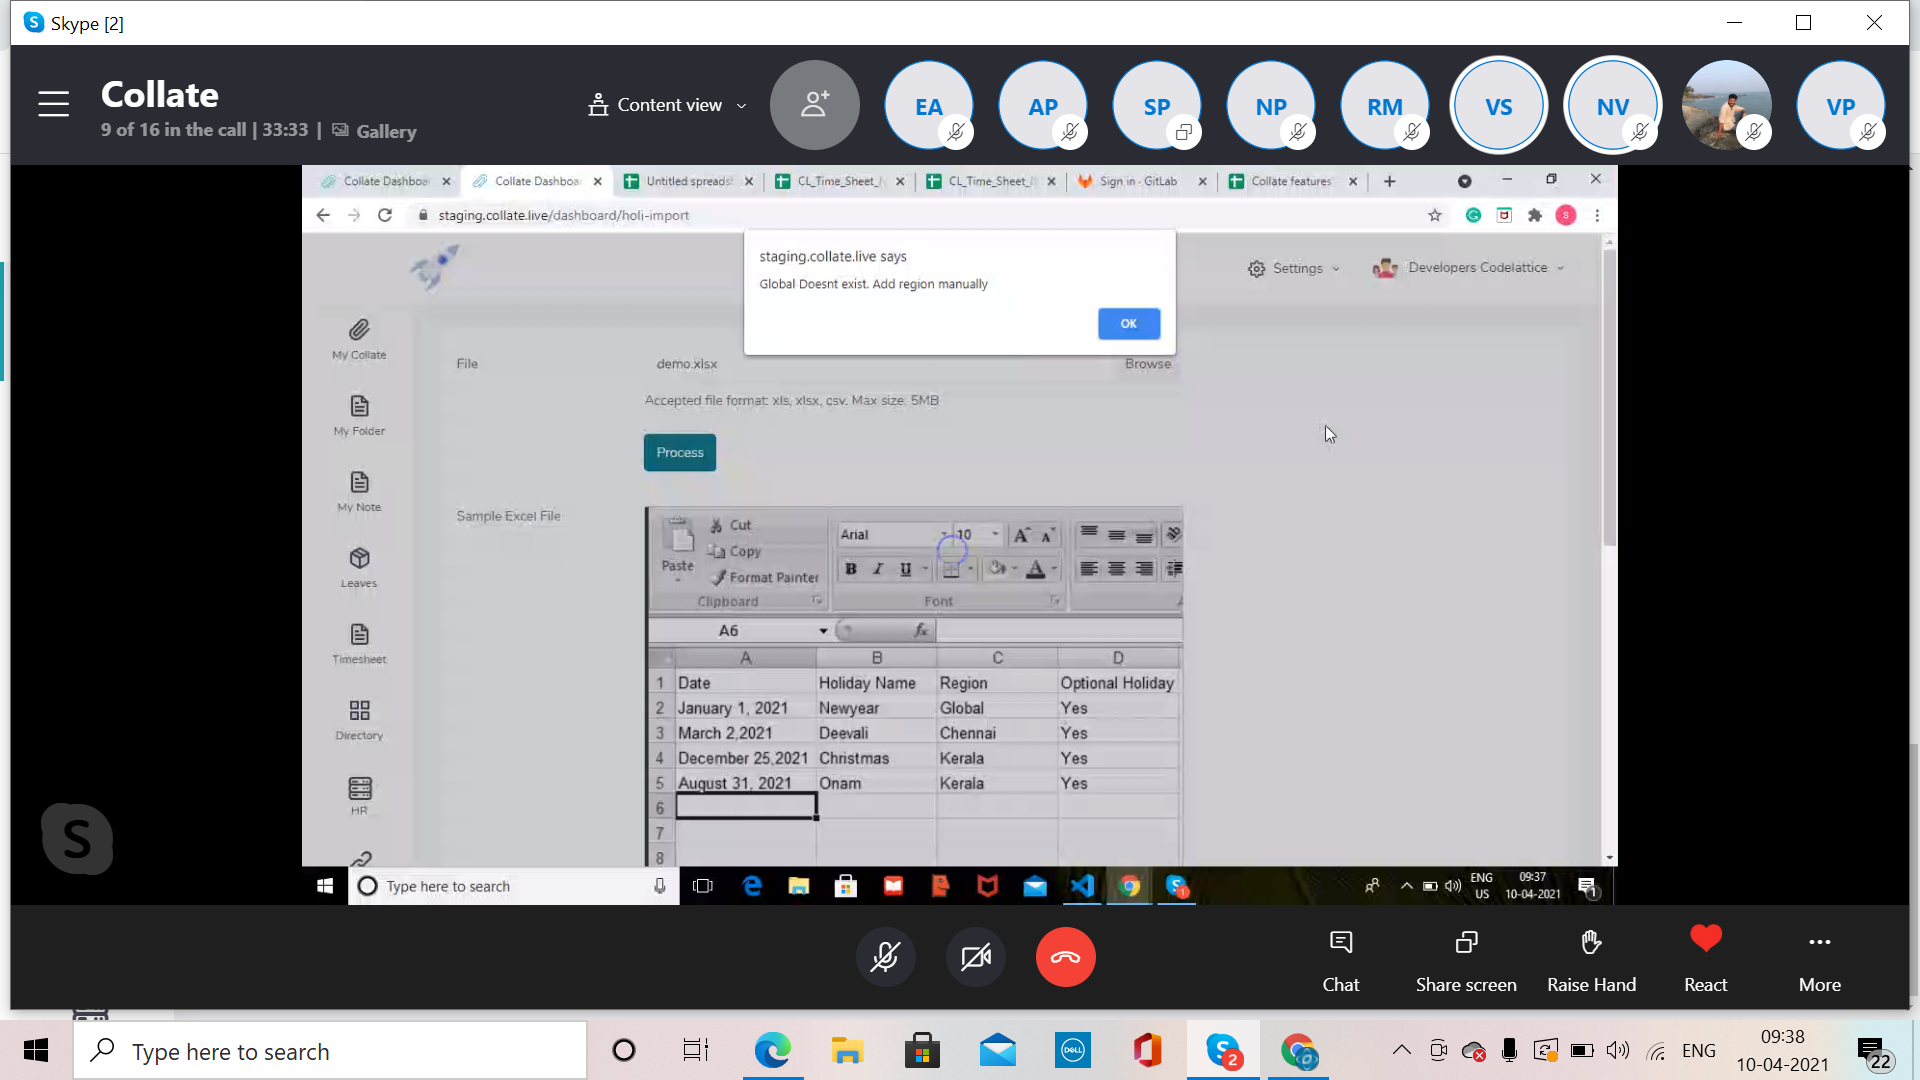 Skype [2]
Collate
9 of 16 in the call | 33:33 | Gallery
Content view
EA
AP
SP
NP
RM
VS
NV
VP
Collate Dashboa
Collate Dashboa
Untitled spreads
CL_Time_Sheet_
CL_Time_Sheet_
Sign in · GitLab
Collate features
staging.collate.live/dashboard/holi-import
staging.collate.live says
Global Doesnt exist. Add region manually
OK
Settings
Developers Codelattice
My Collate
My Folder
My Note
Leaves
Timesheet
Directory
HR
File
demo.xlsx
Browse
Accepted file format: xls, xlsx, csv. Max size: 5MB
Process
Sample Excel File
Cut
Copy
Format Painter
Paste
Clipboard
Arial
10
B I U
Font
A6
fx
A B C D
1 Date Holiday Name Region Optional Holiday
2 January 1, 2021 Newyear Global Yes
3 March 2,2021 Deevali Chennai Yes
4 December 25,2021 Christmas Kerala Yes
5 August 31, 2021 Onam Kerala Yes
6
7
8
Type here to search
ENG
US
09:37
10-04-2021
1
Chat
Share screen
Raise Hand
React
More
Type here to search
DELL
2
ENG
09:38
10-04-2021
22